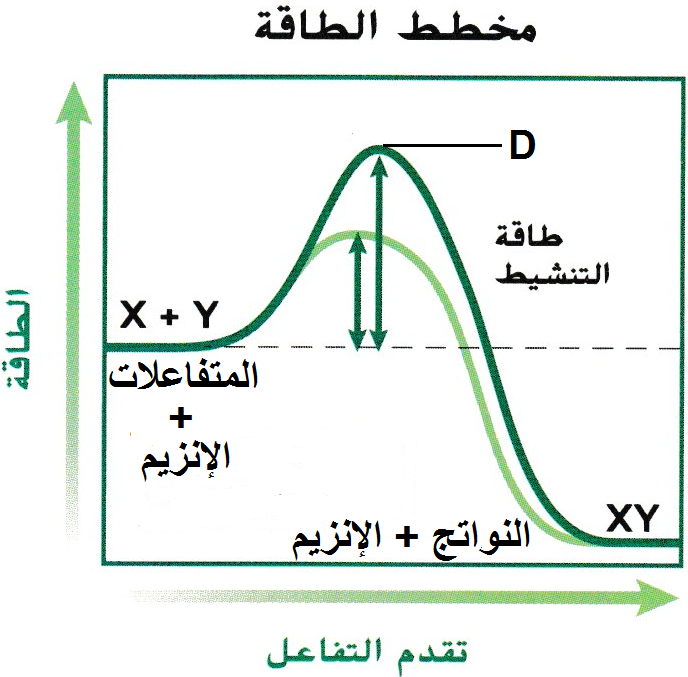 مخطط الطاقة
D
طاقة
التنشيط
X + Y
المتفاعلات
+
الإنزيم
الطاقة
XY
النواتج + الإنزيم
تقدم التفاعل